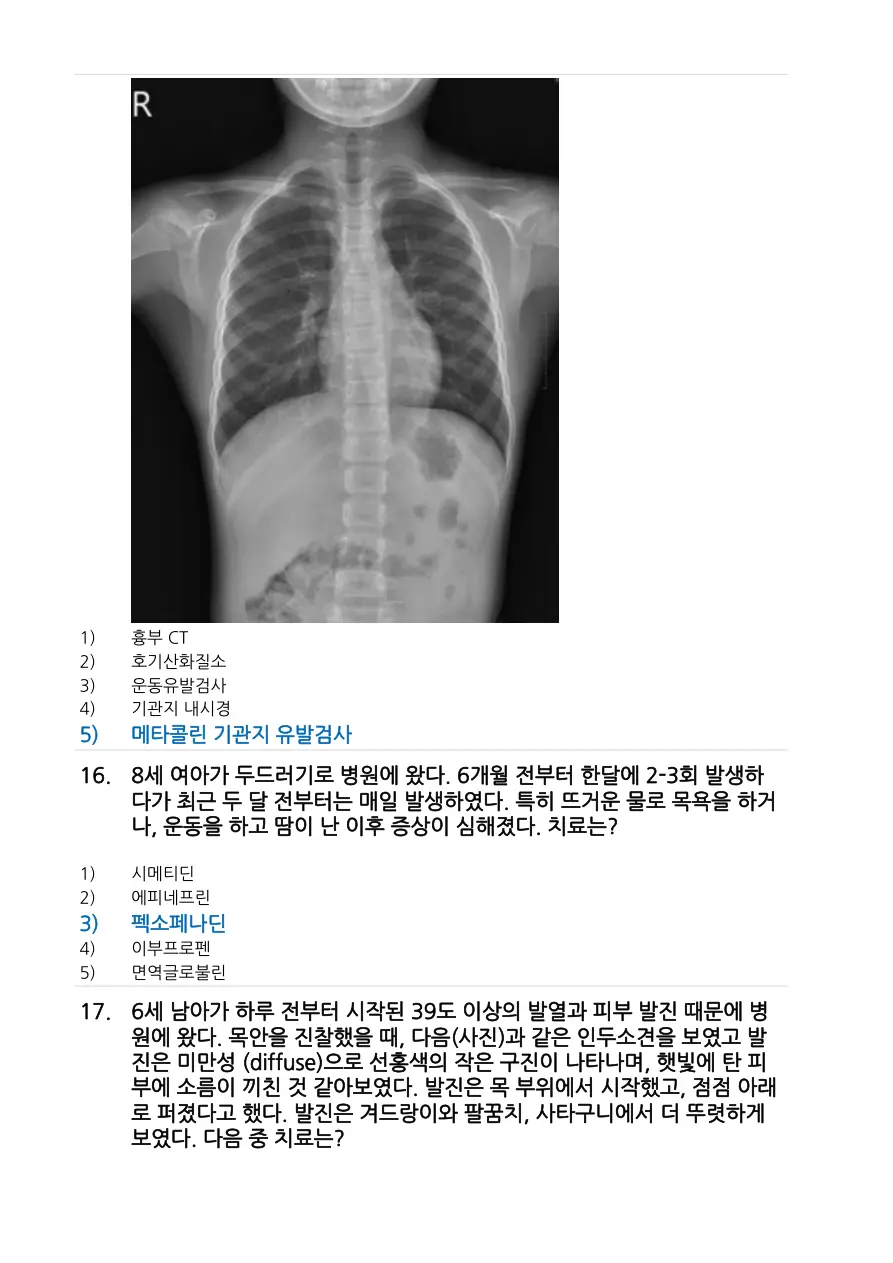 R
1) 흉부 CT
2) 호기산화질소
3) 운동유발검사
4) 기관지 내시경
5) 메타콜린 기관지 유발검사
16. 8세 여아가 두드러기로 병원에 왔다. 6개월 전부터 한달에 2-3회 발생하
다가 최근 두 달 전부터는 매일 발생하였다. 특히 뜨거운 물로 목욕을 하거
나, 운동을 하고 땀이 난 이후 증상이 심해졌다. 치료는?
1) 시메티딘
2) 에피네프린
3) 펙소페나딘
4) 이부프로펜
5) 면역글로불린
17. 6세 남아가 하루 전부터 시작된 39도 이상의 발열과 피부 발진 때문에 병
원에 왔다. 목안을 진찰했을 때, 다음(사진)과 같은 인두소견을 보였고 발
진은 미만성 (diffuse)으로 선홍색의 작은 구진이 나타나며, 햇빛에 탄 피
부에 소름이 끼친 것 같아보였다. 발진은 목 부위에서 시작했고, 점점 아래
로 퍼졌다고 했다. 발진은 겨드랑이와 팔꿈치, 사타구니에서 더 뚜렷하게
보였다. 다음 중 치료는?